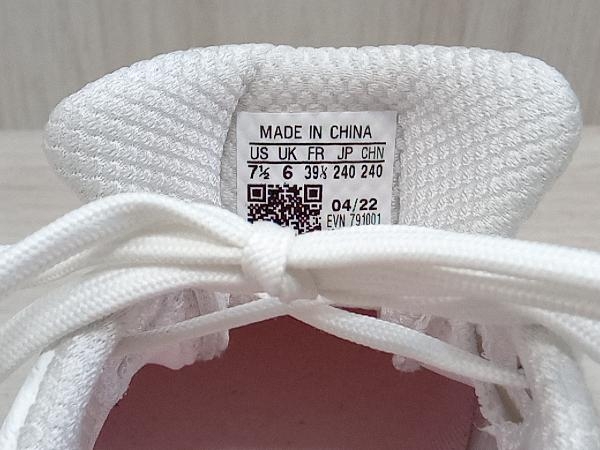 MADE IN CHINA
US UK FR JP CHN
7½ 6 39⅓ 240 240
04/22
EVN 791001